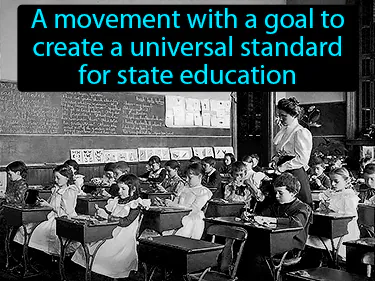 A movement with a goal to
create a universal standard
for state education